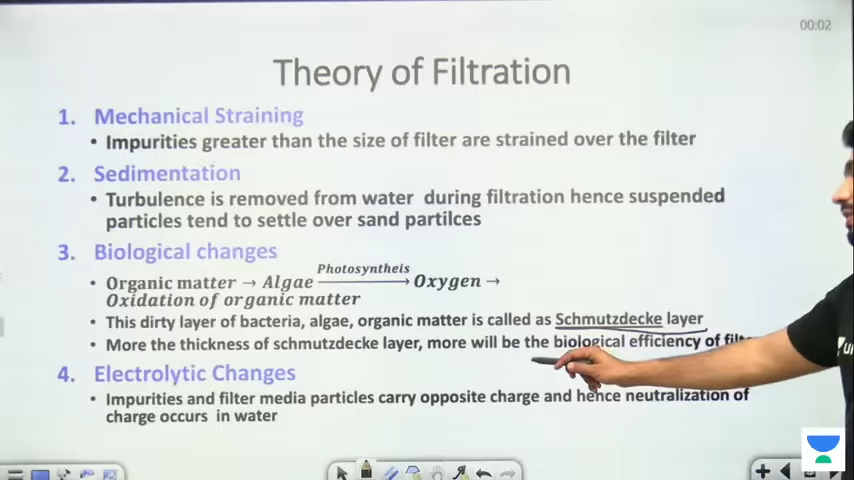 00:02
Theory of Filtration
1. Mechanical Straining
• Impurities greater than the size of filter are strained over the filter
2. Sedimentation
• Turbulence is removed from water during filtration hence suspended
particles tend to settle over sand partilces
3. Biological changes
• Organic matter → Algae Photosyntheis→ Oxygen →
Oxidation of organic matter
• This dirty layer of bacteria, algae, organic matter is called as Schmutzdecke layer
• More the thickness of schmutzdecke layer, more will be the biological efficiency of
4. Electrolytic Changes
• Impurities and filter media particles carry opposite charge and hence neutralization of
charge occurs in water